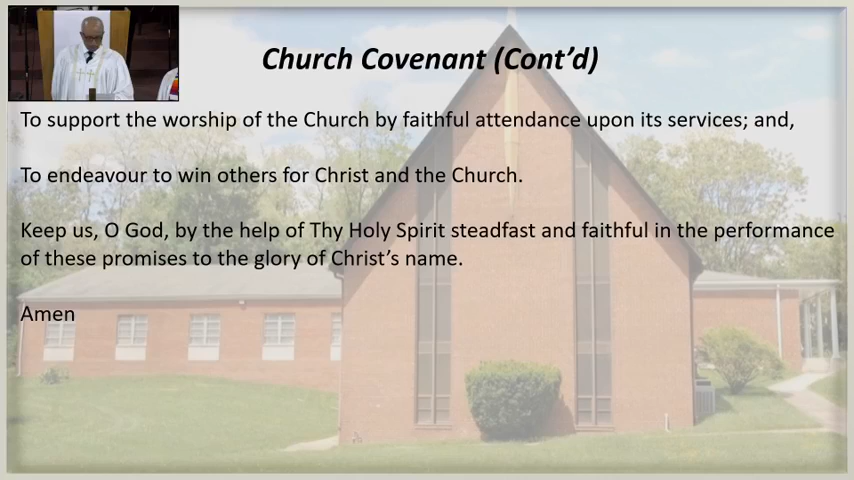 Church Covenant (Cont’d)
To support the worship of the Church by faithful attendance upon its services; and,
To endeavour to win others for Christ and the Church.
Keep us, O God, by the help of Thy Holy Spirit steadfast and faithful in the performance
of these promises to the glory of Christ’s name.
Amen